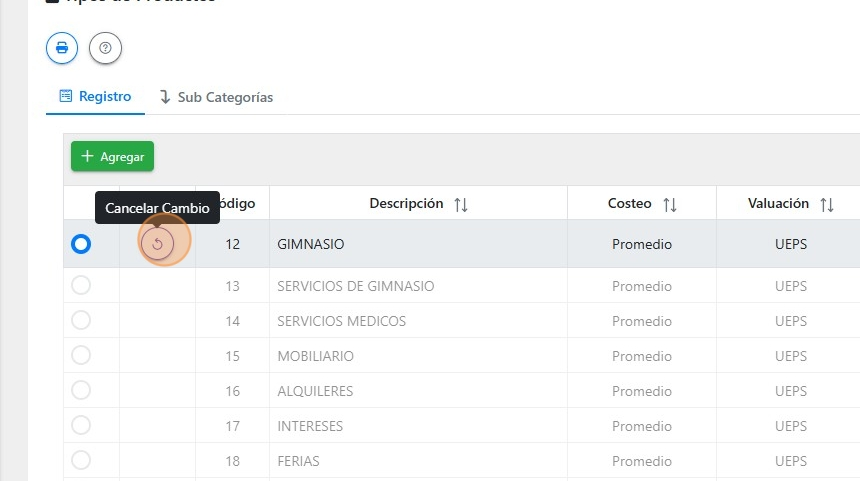 Tipos de Productos
Registro
Sub Categorías
Agregar
Cancelar Cambio
ódigo Descripción Costeo Valuación
12 GIMNASIO Promedio UEPS
13 SERVICIOS DE GIMNASIO Promedio UEPS
14 SERVICIOS MEDICOS Promedio UEPS
15 MOBILIARIO Promedio UEPS
16 ALQUILERES Promedio UEPS
17 INTERESES Promedio UEPS
18 FERIAS Promedio UEPS